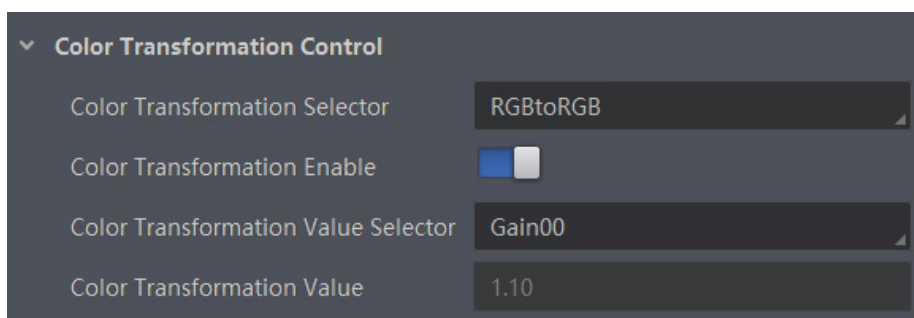 Color Transformation Control
Color Transformation Selector RGBtoRGB
Color Transformation Enable
Color Transformation Value Selector Gain00
Color Transformation Value 1.10